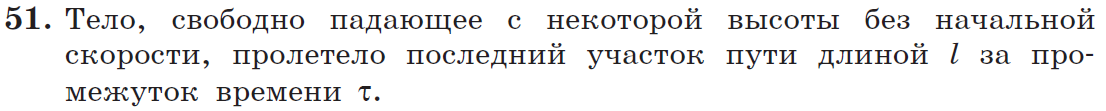 51. Тело, свободно падающее с некоторой высоты без начальной
скорости, пролетело последний участок пути длиной l за про-
межуток времени τ.